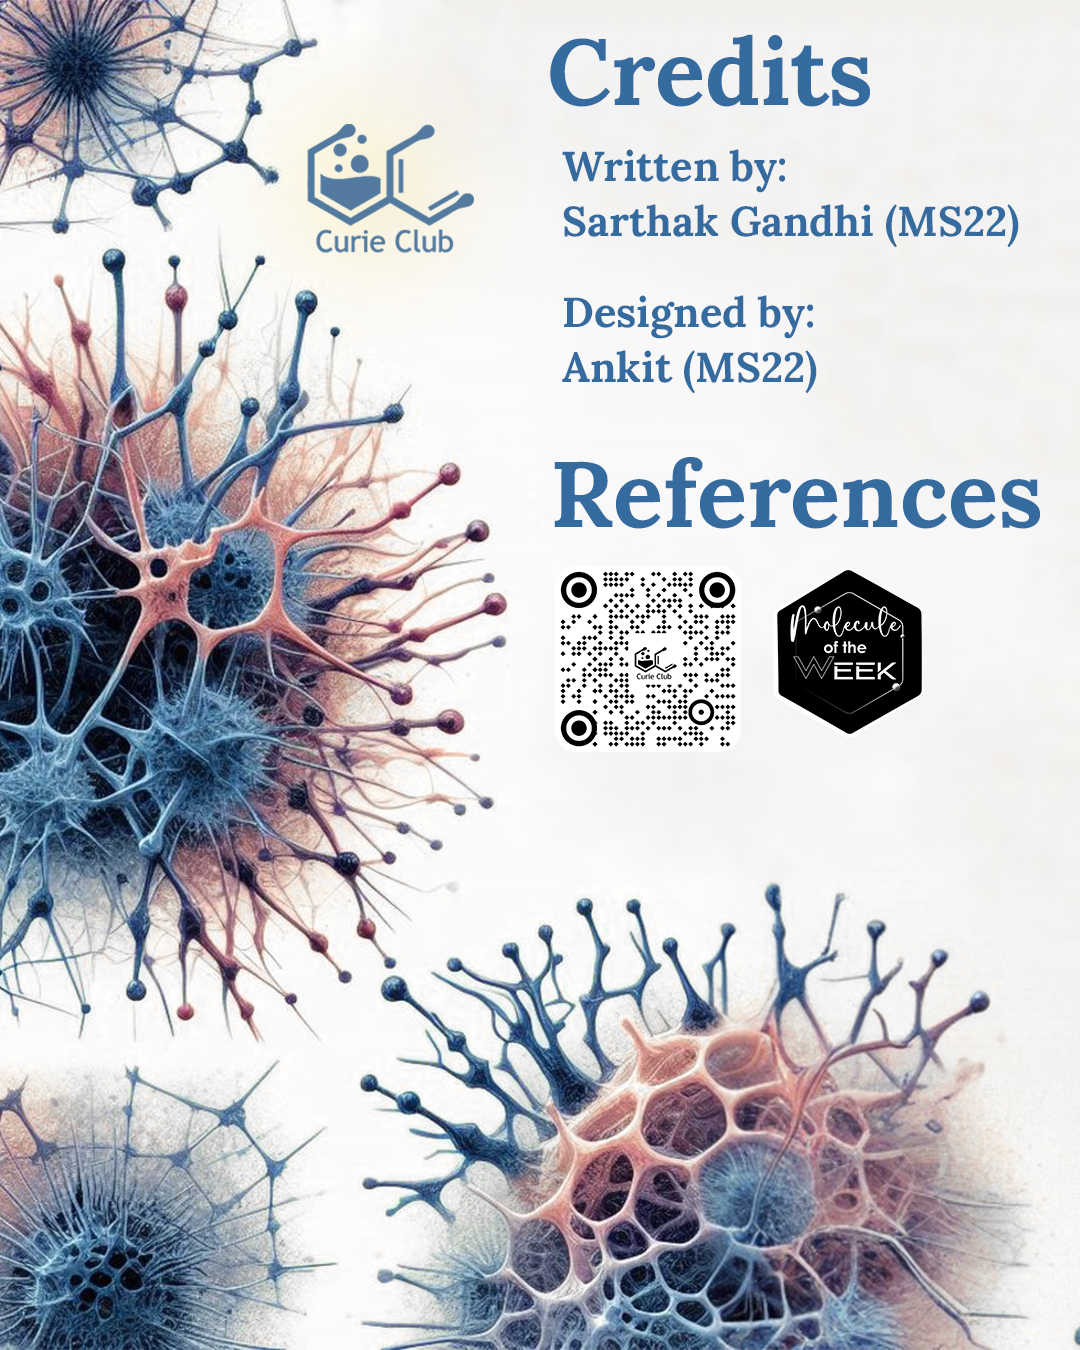 Credits
Written by:
Sarthak Gandhi (MS22)
Curie Club
Designed by:
Ankit (MS22)
References
Curie Club
Molecule
of the
WEEK